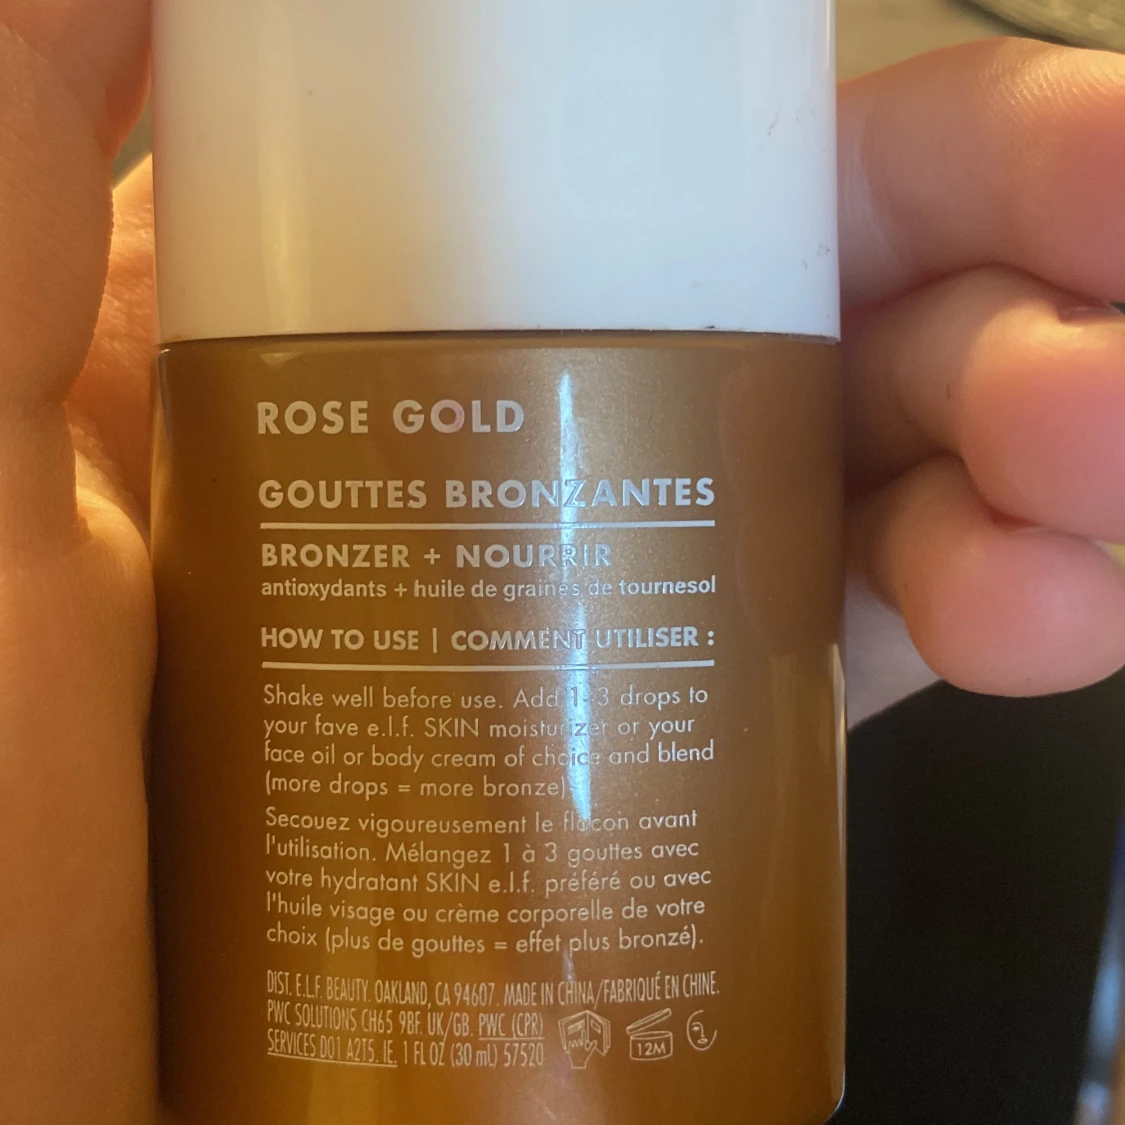 ROSE GOLD
GOUTTES BRONZANTES
BRONZER + NOURRIR
antioxydants + huile de graines de tournesol
HOW TO USE | COMMENT UTILISER :
Shake well before use. Add 1-3 drops to
your fave e.l.f. SKIN moisturizer or your
face oil or body cream of choice and blend
(more drops = more bronze).
Secouez vigoureusement le flacon avant
l'utilisation. Mélangez 1 à 3 gouttes avec
votre hydratant SKIN e.l.f. préféré ou avec
l'huile visage ou crème corporelle de votre
choix (plus de gouttes = effet plus bronzé).
DIST. E.L.F. BEAUTY. OAKLAND, CA 94607. MADE IN CHINA/FABRIQUÉ EN CHINE.
PWC SOLUTIONS CH65 9BF. UK/GB. PWC (CPR)
SERVICES D01 A2T5. IE. 1 FL OZ (30 mL) 57520
12M